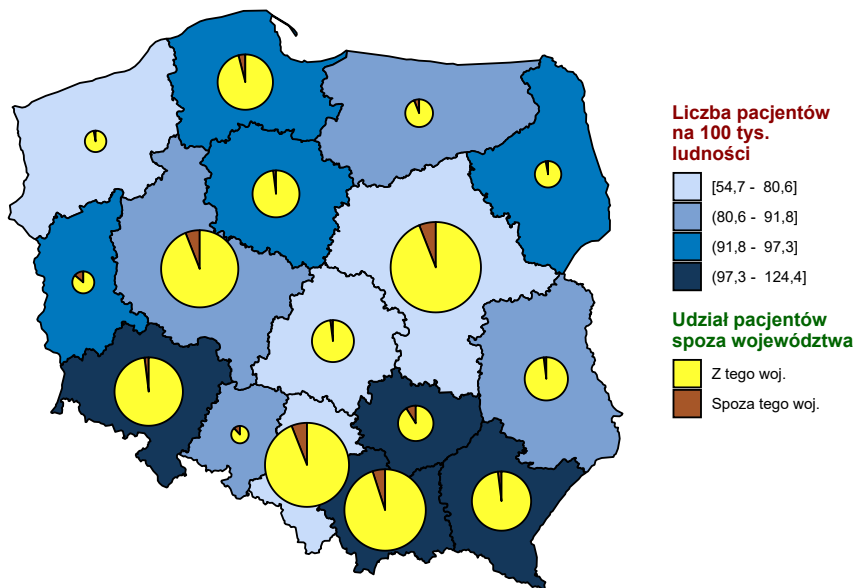 Liczba pacjentów
na 100 tys.
ludności
[54,7 - 80,6]
(80,6 - 91,8]
(91,8 - 97,3]
(97,3 - 124,4]
Udział pacjentów
spoza województwa
Z tego woj.
Spoza tego woj.